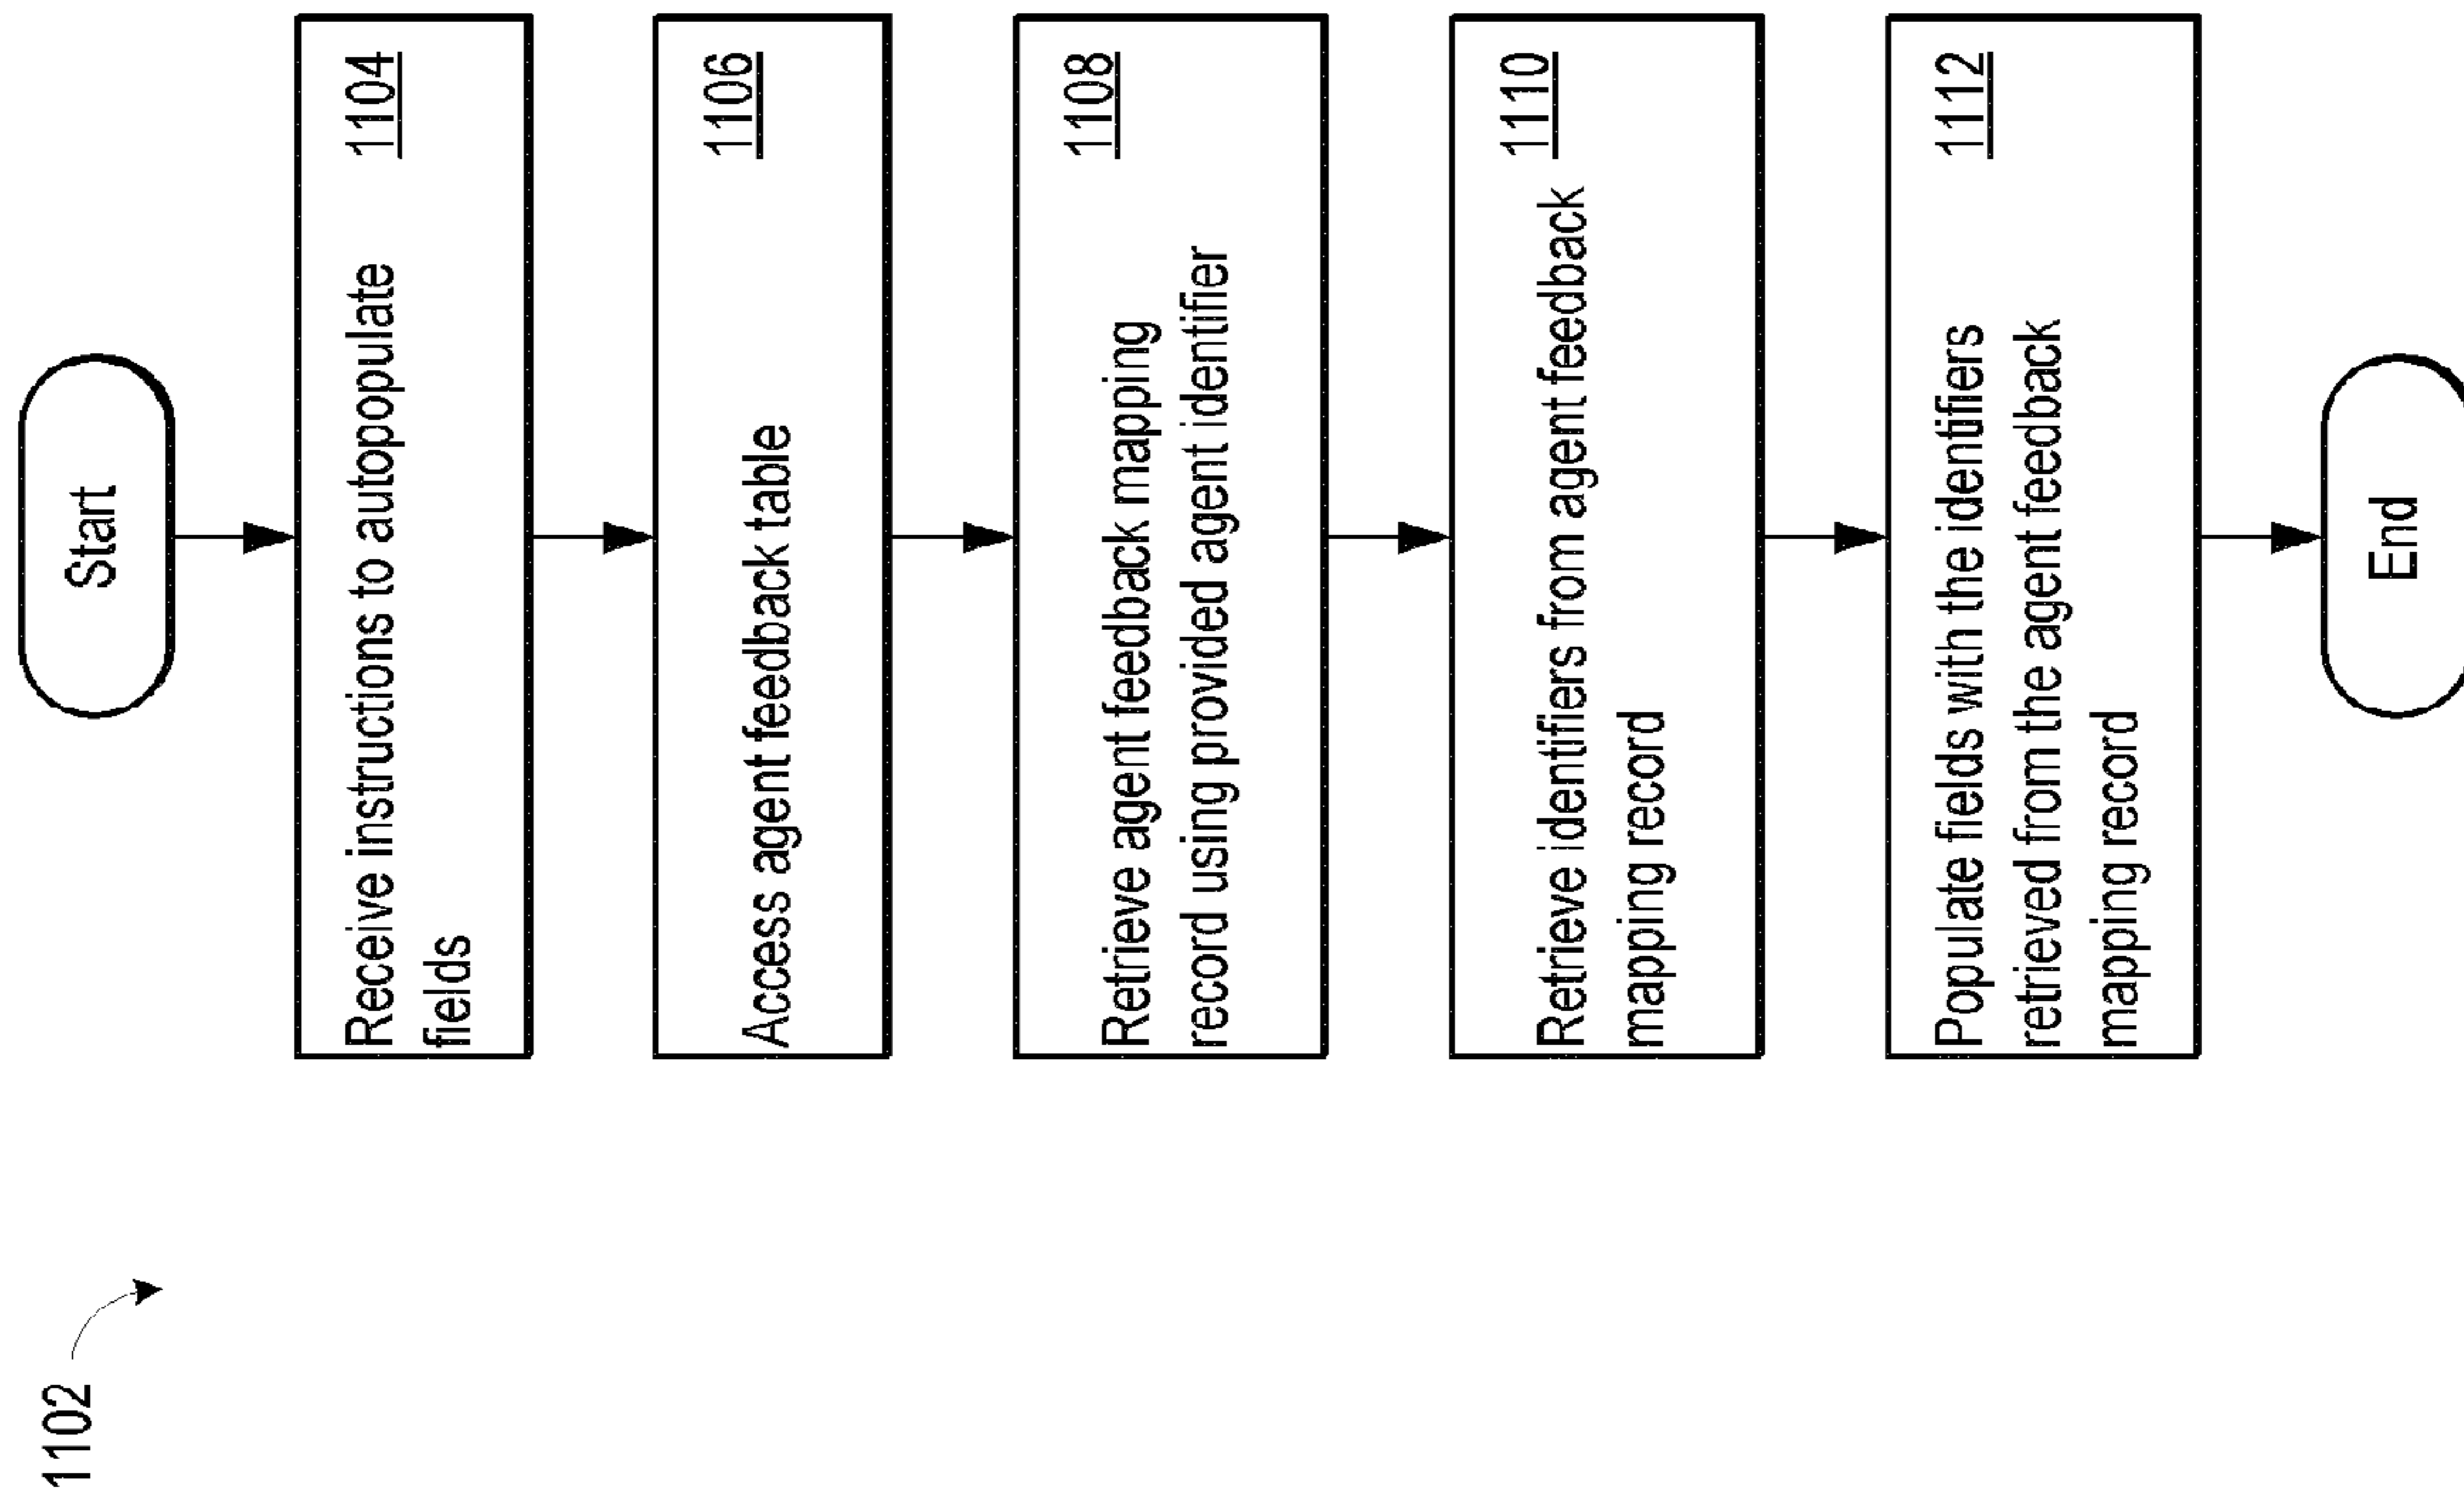 1102
Start
Receive instructions to autopopulate
fields
1104
Access agent feedback table
1106
Retrieve agent feedback mapping
record using provided agent identifier
1108
Retrieve identifiers from agent feedback
mapping record
1110
Populate fields with the identifiers
retrieved from the agent feedback
mapping record
1112
End